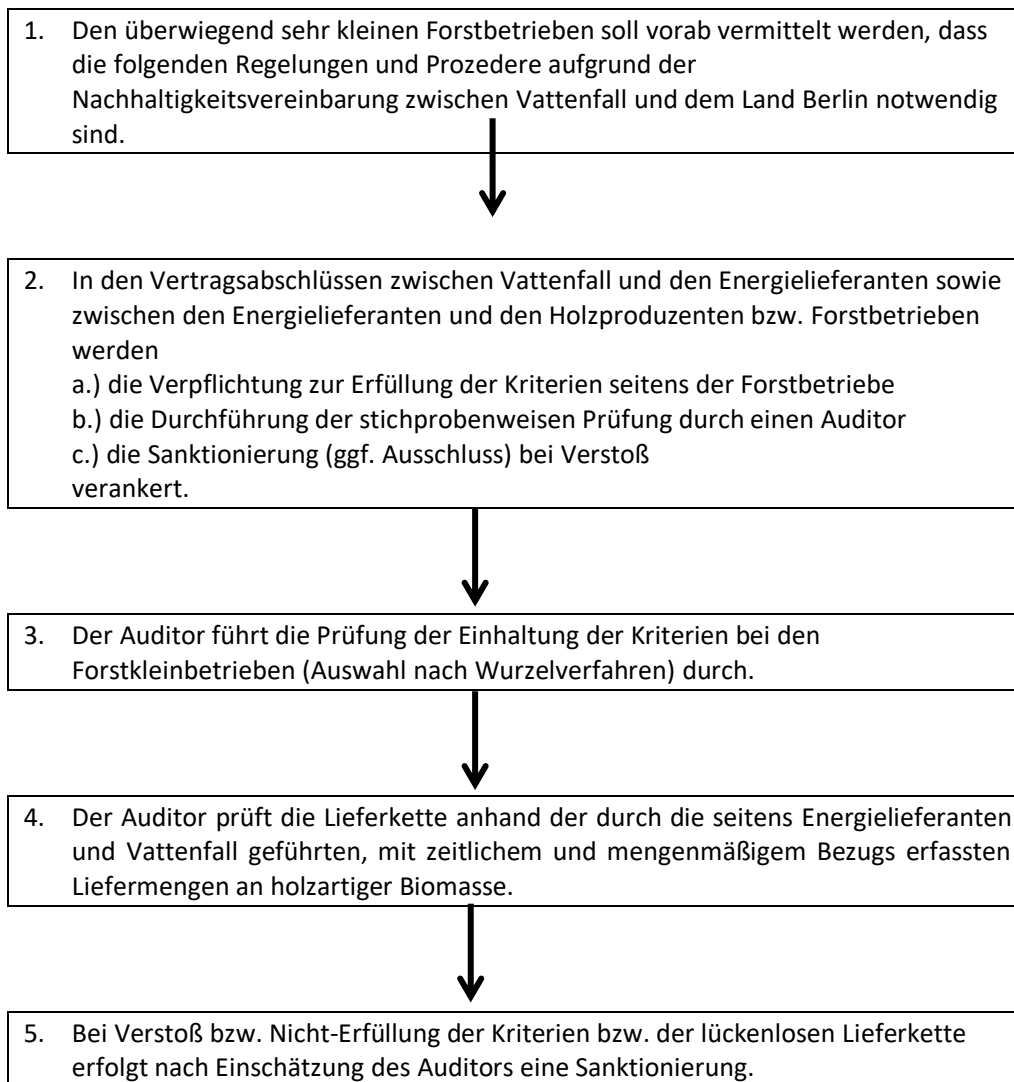 1. Den überwiegend sehr kleinen Forstbetrieben soll vorab vermittelt werden, dass
die folgenden Regelungen und Prozedere aufgrund der
Nachhaltigkeitsvereinbarung zwischen Vattenfall und dem Land Berlin notwendig
sind.
2. In den Vertragsabschlüssen zwischen Vattenfall und den Energielieferanten sowie
zwischen den Energielieferanten und den Holzproduzenten bzw. Forstbetrieben
werden
a.) die Verpflichtung zur Erfüllung der Kriterien seitens der Forstbetriebe
b.) die Durchführung der stichprobenweisen Prüfung durch einen Auditor
c.) die Sanktionierung (ggf. Ausschluss) bei Verstoß
verankert.
3. Der Auditor führt die Prüfung der Einhaltung der Kriterien bei den
Forstkleinbetrieben (Auswahl nach Wurzelverfahren) durch.
4. Der Auditor prüft die Lieferkette anhand der durch die seitens Energielieferanten
und Vattenfall geführten, mit zeitlichem und mengenmäßigem Bezugs erfassten
Liefermengen an holzartiger Biomasse.
5. Bei Verstoß bzw. Nicht-Erfüllung der Kriterien bzw. der lückenlosen Lieferkette
erfolgt nach Einschätzung des Auditors eine Sanktionierung.